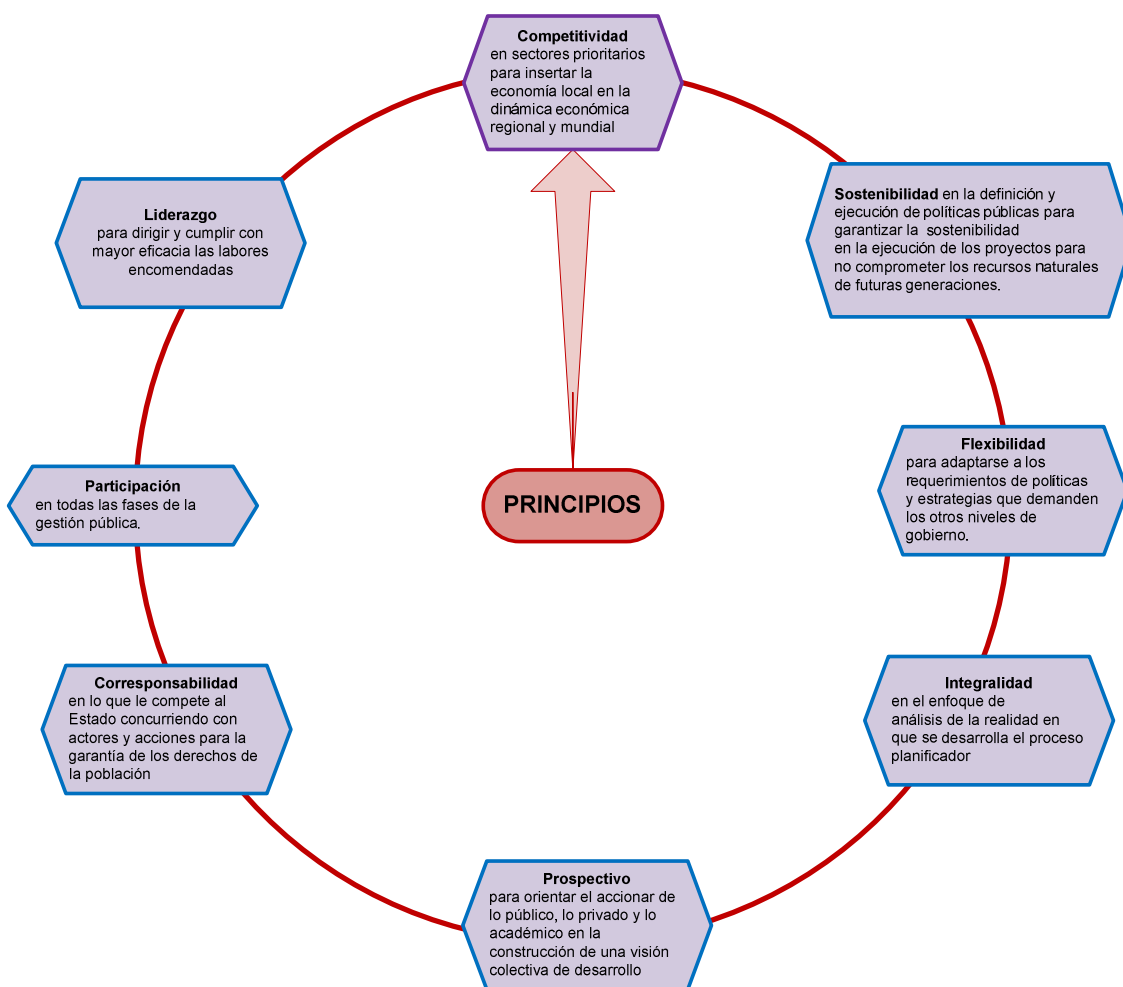 Competitividad
en sectores prioritarios
para insertar la
economía local en la
dinámica económica
regional y mundial
Sostenibilidad en la definición y
ejecución de políticas públicas para
garantizar la sostenibilidad
en la ejecución de los proyectos para
no comprometer los recursos naturales
de futuras generaciones.
Flexibilidad
para adaptarse a los
requerimientos de políticas
y estrategias que demanden
los otros niveles de
gobierno.
Integralidad
en el enfoque de
análisis de la realidad en
que se desarrolla el proceso
planificador
Prospectivo
para orientar el accionar de
lo público, lo privado y lo
académico en la
construcción de una visión
colectiva de desarrollo
Corresponsabilidad
en lo que le compete al
Estado concurriendo con
actores y acciones para la
garantía de los derechos de
la población
Participación
en todas las fases de la
gestión pública.
Liderazgo
para dirigir y cumplir con
mayor eficacia las labores
encomendadas
PRINCIPIOS